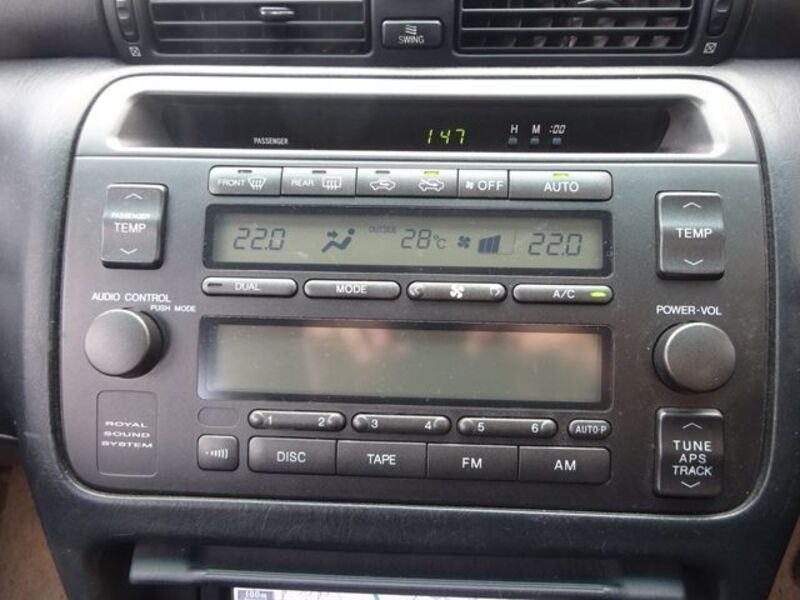 SWING
PASSENGER 147 H M :00
FRONT REAR OFF AUTO
PASSENGER
TEMP
22.0 OUTSIDE 28°C 22.0
TEMP
DUAL MODE A/C
AUDIO CONTROL
PUSH MODE
POWER-VOL
ROYAL
SOUND
SYSTEM
1 2 3 4 5 6 AUTO·P
DISC TAPE FM AM
TUNE
APS
TRACK
100m